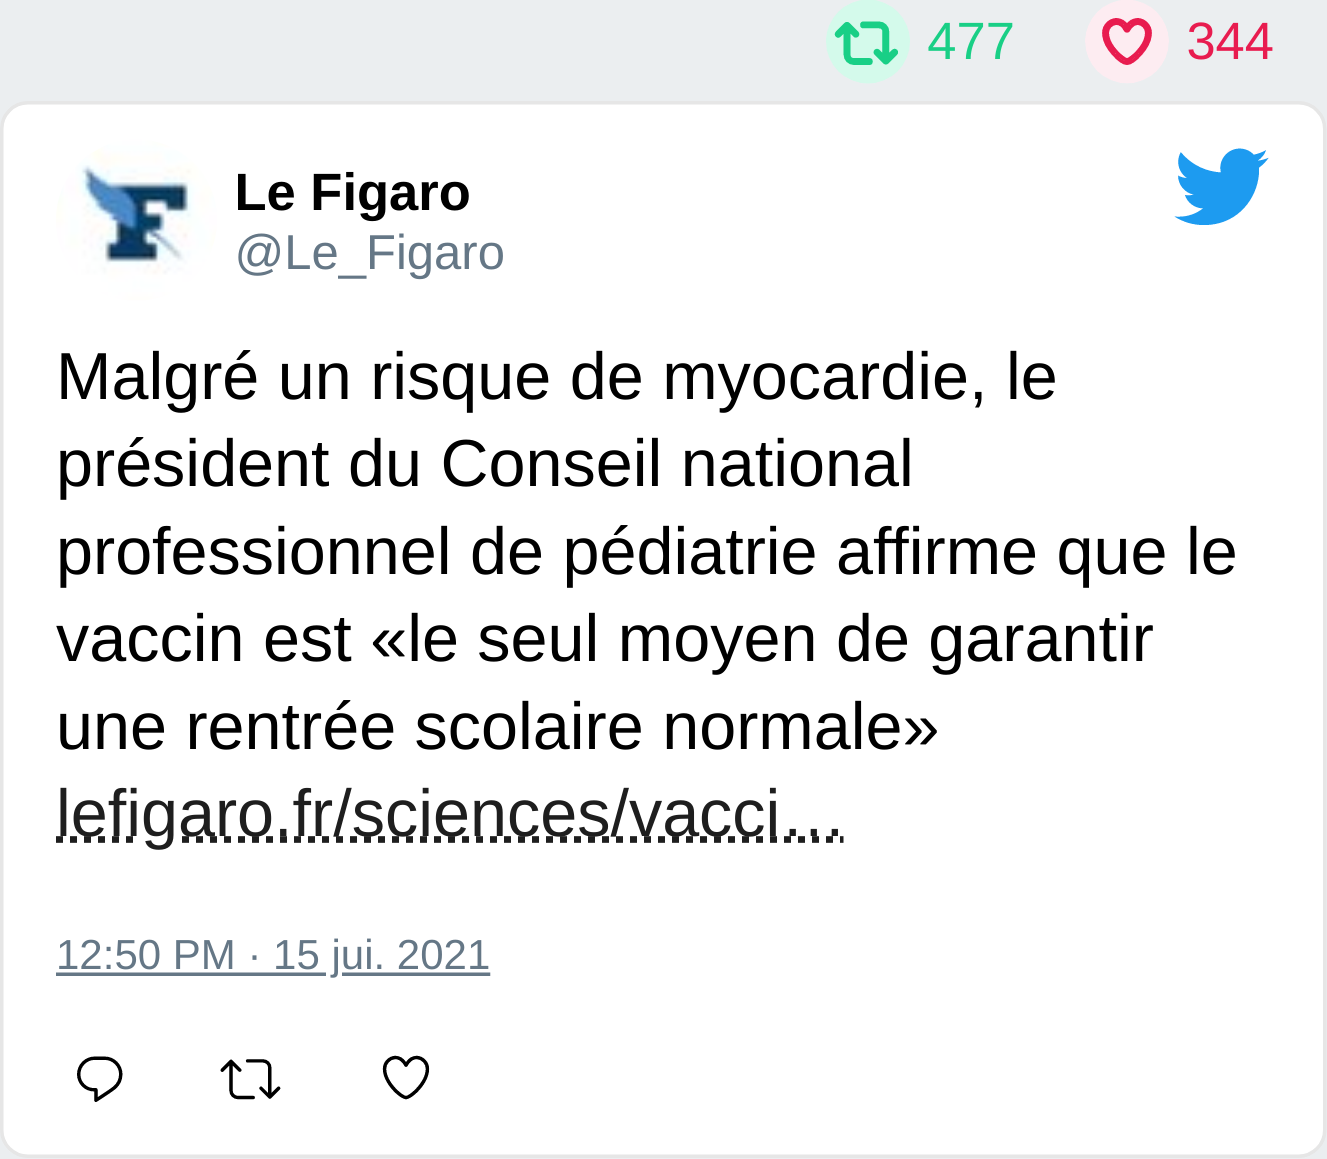 477 344
Le Figaro
@Le_Figaro
Malgré un risque de myocardie, le
président du Conseil national
professionnel de pédiatrie affirme que le
vaccin est «le seul moyen de garantir
une rentrée scolaire normale»
lefigaro.fr/sciences/vacci...
12:50 PM · 15 jui. 2021